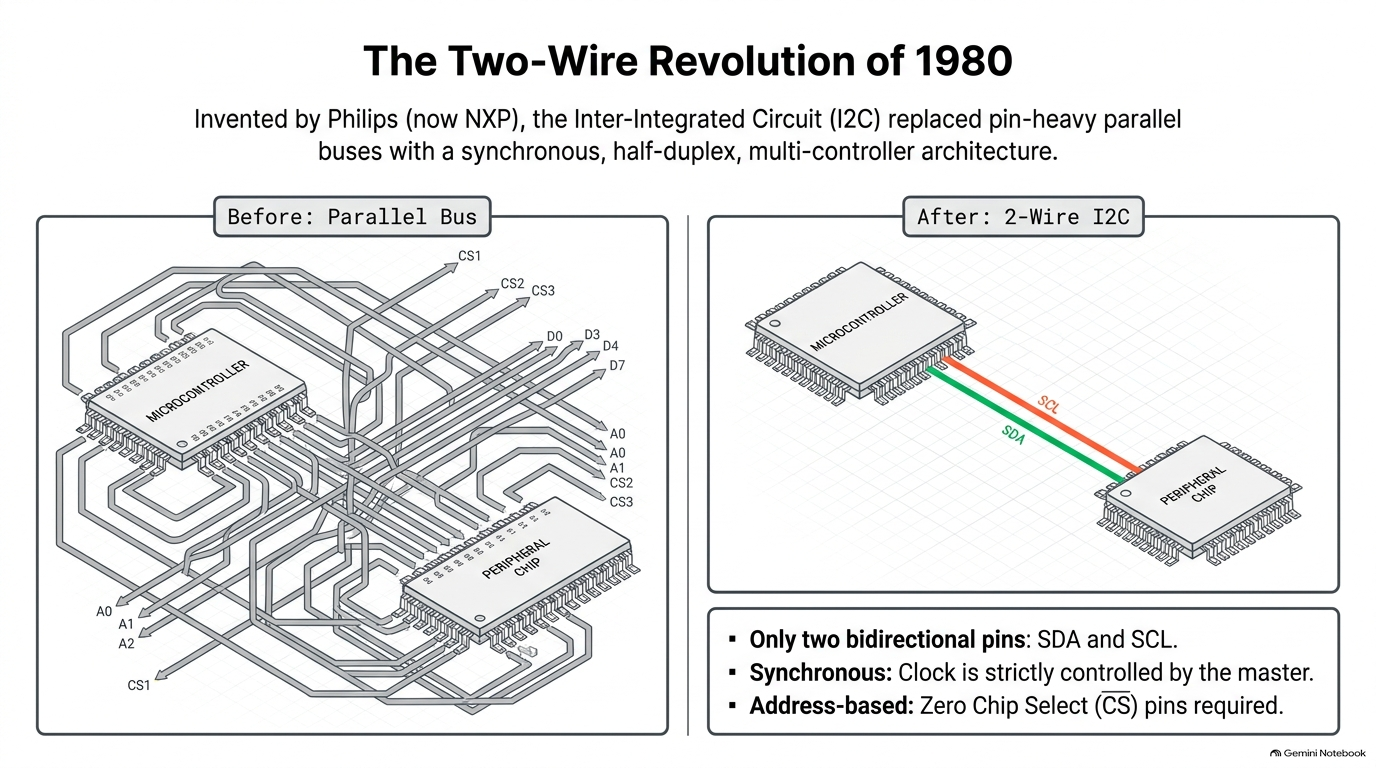 The Two-Wire Revolution of 1980
Invented by Philips (now NXP), the Inter-Integrated Circuit (I2C) replaced pin-heavy parallel
buses with a synchronous, half-duplex, multi-controller architecture.
Before: Parallel Bus
CS1
CS2
CS3
D0
D3
D4
D7
MICROCONTROLLER
A0
A0
A1
CS2
CS3
PERIPHERAL
CHIP
A0
A1
A2
CS1
After: 2-Wire I2C
MICROCONTROLLER
SCL
SDA
PERIPHERAL
CHIP
▪ Only two bidirectional pins: SDA and SCL.
▪ Synchronous: Clock is strictly controlled by the master.
▪ Address-based: Zero Chip Select (C̅S̅) pins required.
Gemini Notebook